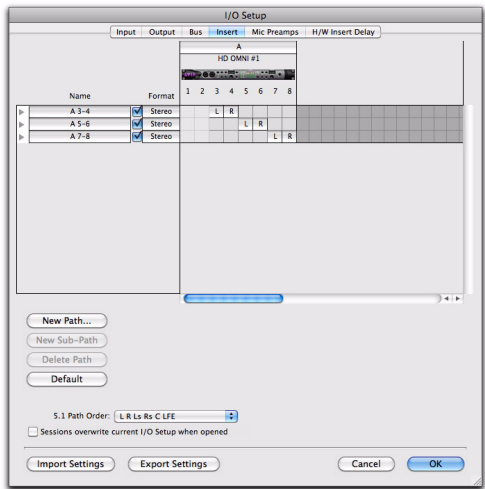 I/O Setup
Input Output Bus Insert Mic Preamps H/W Insert Delay
A
HD OMNI #1
Name Format 1 2 3 4 5 6 7 8
A 3-4 Stereo L R
A 5-6 Stereo L R
A 7-8 Stereo L R
New Path...
New Sub-Path
Delete Path
Default
5.1 Path Order: L R Ls Rs C LFE
Sessions overwrite current I/O Setup when opened
Import Settings Export Settings Cancel OK